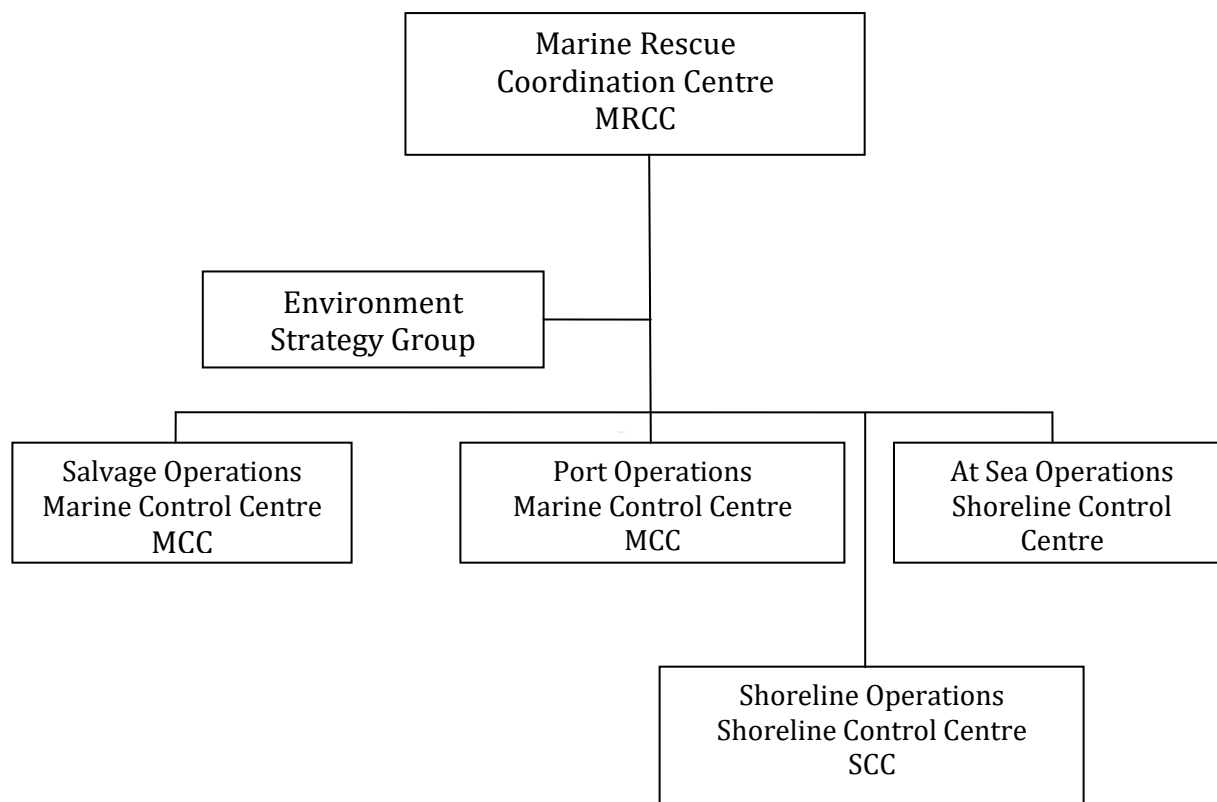 Marine Rescue
Coordination Centre
MRCC
Environment
Strategy Group
Salvage Operations
Marine Control Centre
MCC
Port Operations
Marine Control Centre
MCC
At Sea Operations
Shoreline Control
Centre
Shoreline Operations
Shoreline Control Centre
SCC